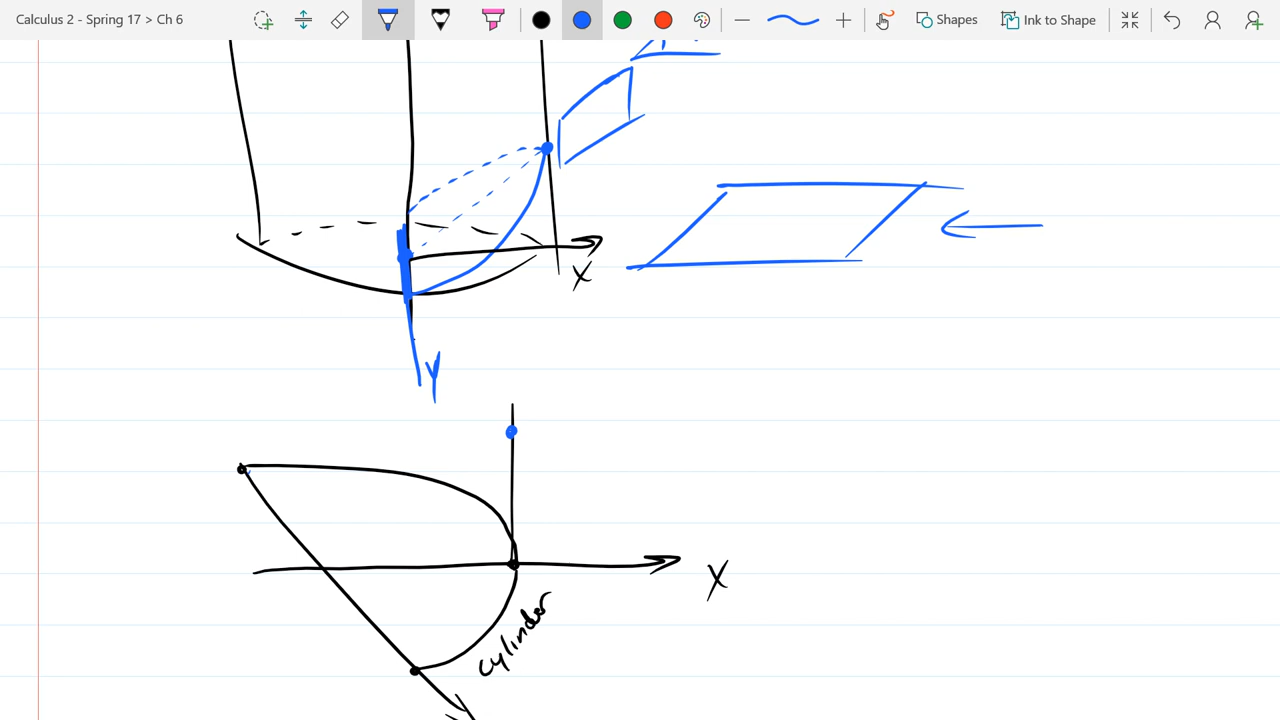 Calculus 2 - Spring 17 > Ch 6
Shapes
Ink to Shape
X
Y
X
cylinder
y